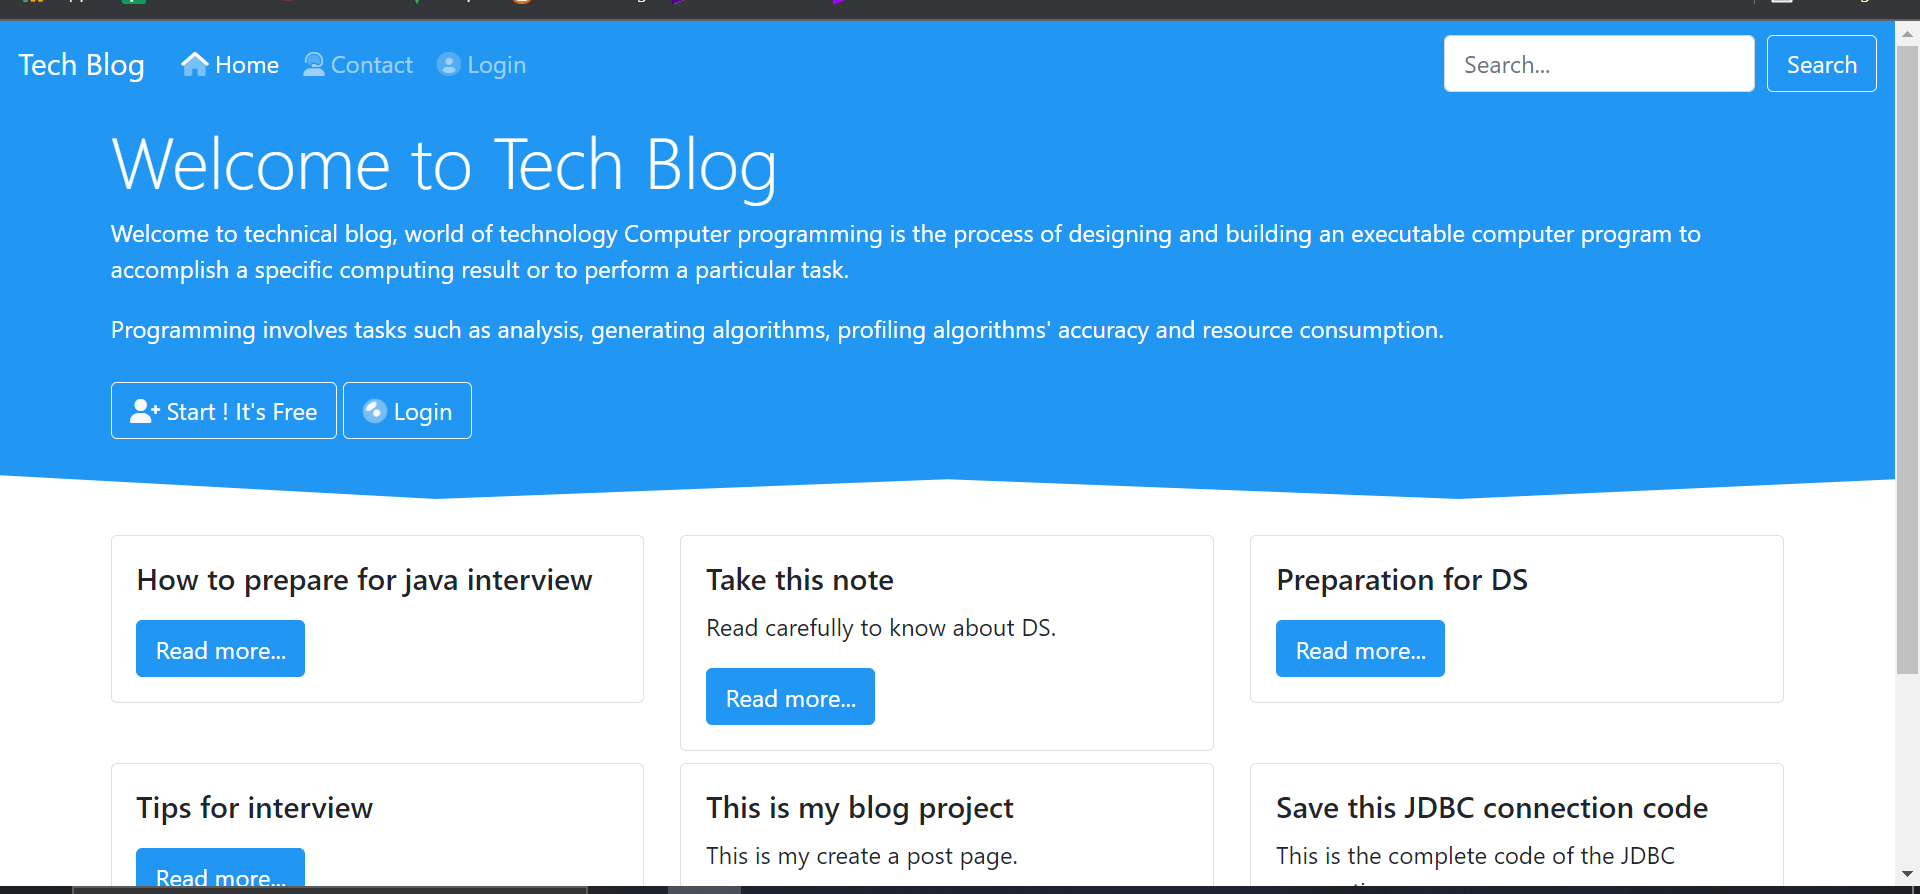 Tech Blog Home Contact Login Search... Search
Welcome to Tech Blog
Welcome to technical blog, world of technology Computer programming is the process of designing and building an executable computer program to
accomplish a specific computing result or to perform a particular task.
Programming involves tasks such as analysis, generating algorithms, profiling algorithms' accuracy and resource consumption.
Start ! It's Free Login
How to prepare for java interview
Read more...
Take this note
Read carefully to know about DS.
Read more...
Preparation for DS
Read more...
Tips for interview
Read more...
This is my blog project
This is my create a post page.
Save this JDBC connection code
This is the complete code of the JDBC